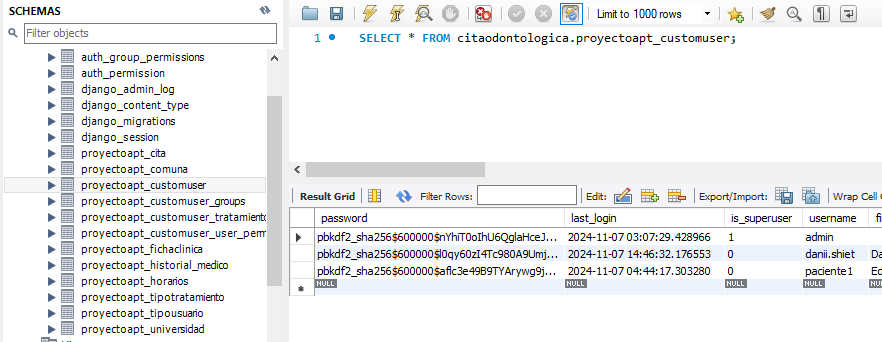 SCHEMAS
Filter objects
auth_group_permissions
auth_permission
django_admin_log
django_content_type
django_migrations
django_session
proyectoapt_cita
proyectoapt_comuna
proyectoapt_customuser
proyectoapt_customuser_groups
proyectoapt_customuser_tratamiento
proyectoapt_customuser_user_perm
proyectoapt_fichaclinica
proyectoapt_historial_medico
proyectoapt_horarios
proyectoapt_tipotratamiento
proyectoapt_tipousuario
proyectoapt_universidad
Limit to 1000 rows
1 SELECT * FROM citaodontologica.proyectoapt_customuser;
Result Grid Filter Rows: Edit: Export/Import: Wrap Cell C
password last_login is_superuser username fi
pbkdf2_sha256$600000$nYhiT0oIhU6QglaHceJ... 2024-11-07 03:07:29.428966 1 admin
pbkdf2_sha256$600000$l0qy60zI4Tc980A9Umj... 2024-11-07 14:46:32.176553 0 danii.shiet Da
pbkdf2_sha256$600000$aflc3e49B9TYArywg9j... 2024-11-07 04:44:17.303280 0 paciente1 Ed
NULL NULL NULL NULL NULL